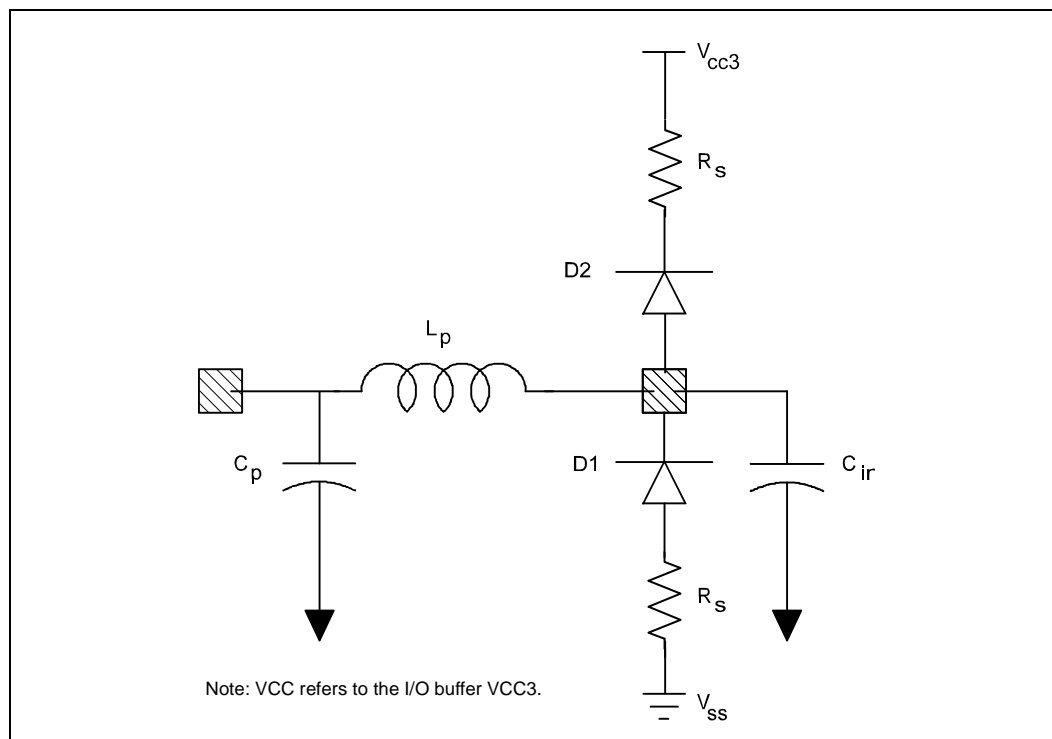 Vcc3
Rs
D2
Lp
Cp
D1
Cir
Rs
Note: VCC refers to the I/O buffer VCC3.
Vss